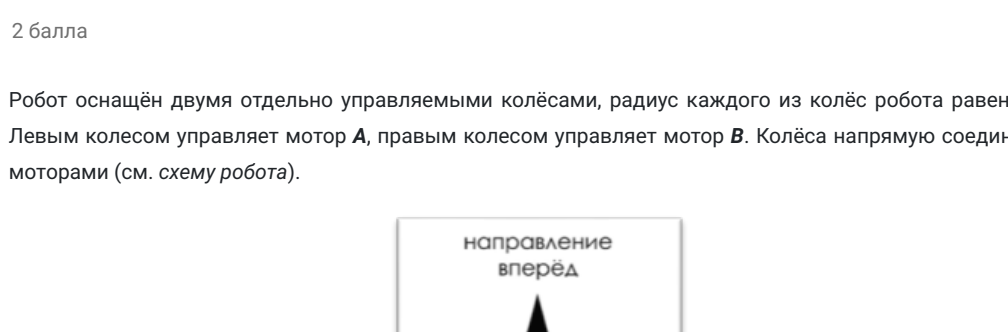 2 балла
Робот оснащён двумя отдельно управляемыми колёсами, радиус каждого из колёс робота равен
Левым колесом управляет мотор A, правым колесом управляет мотор B. Колёса напрямую соедин
моторами (см. схему робота).
направление
вперёд